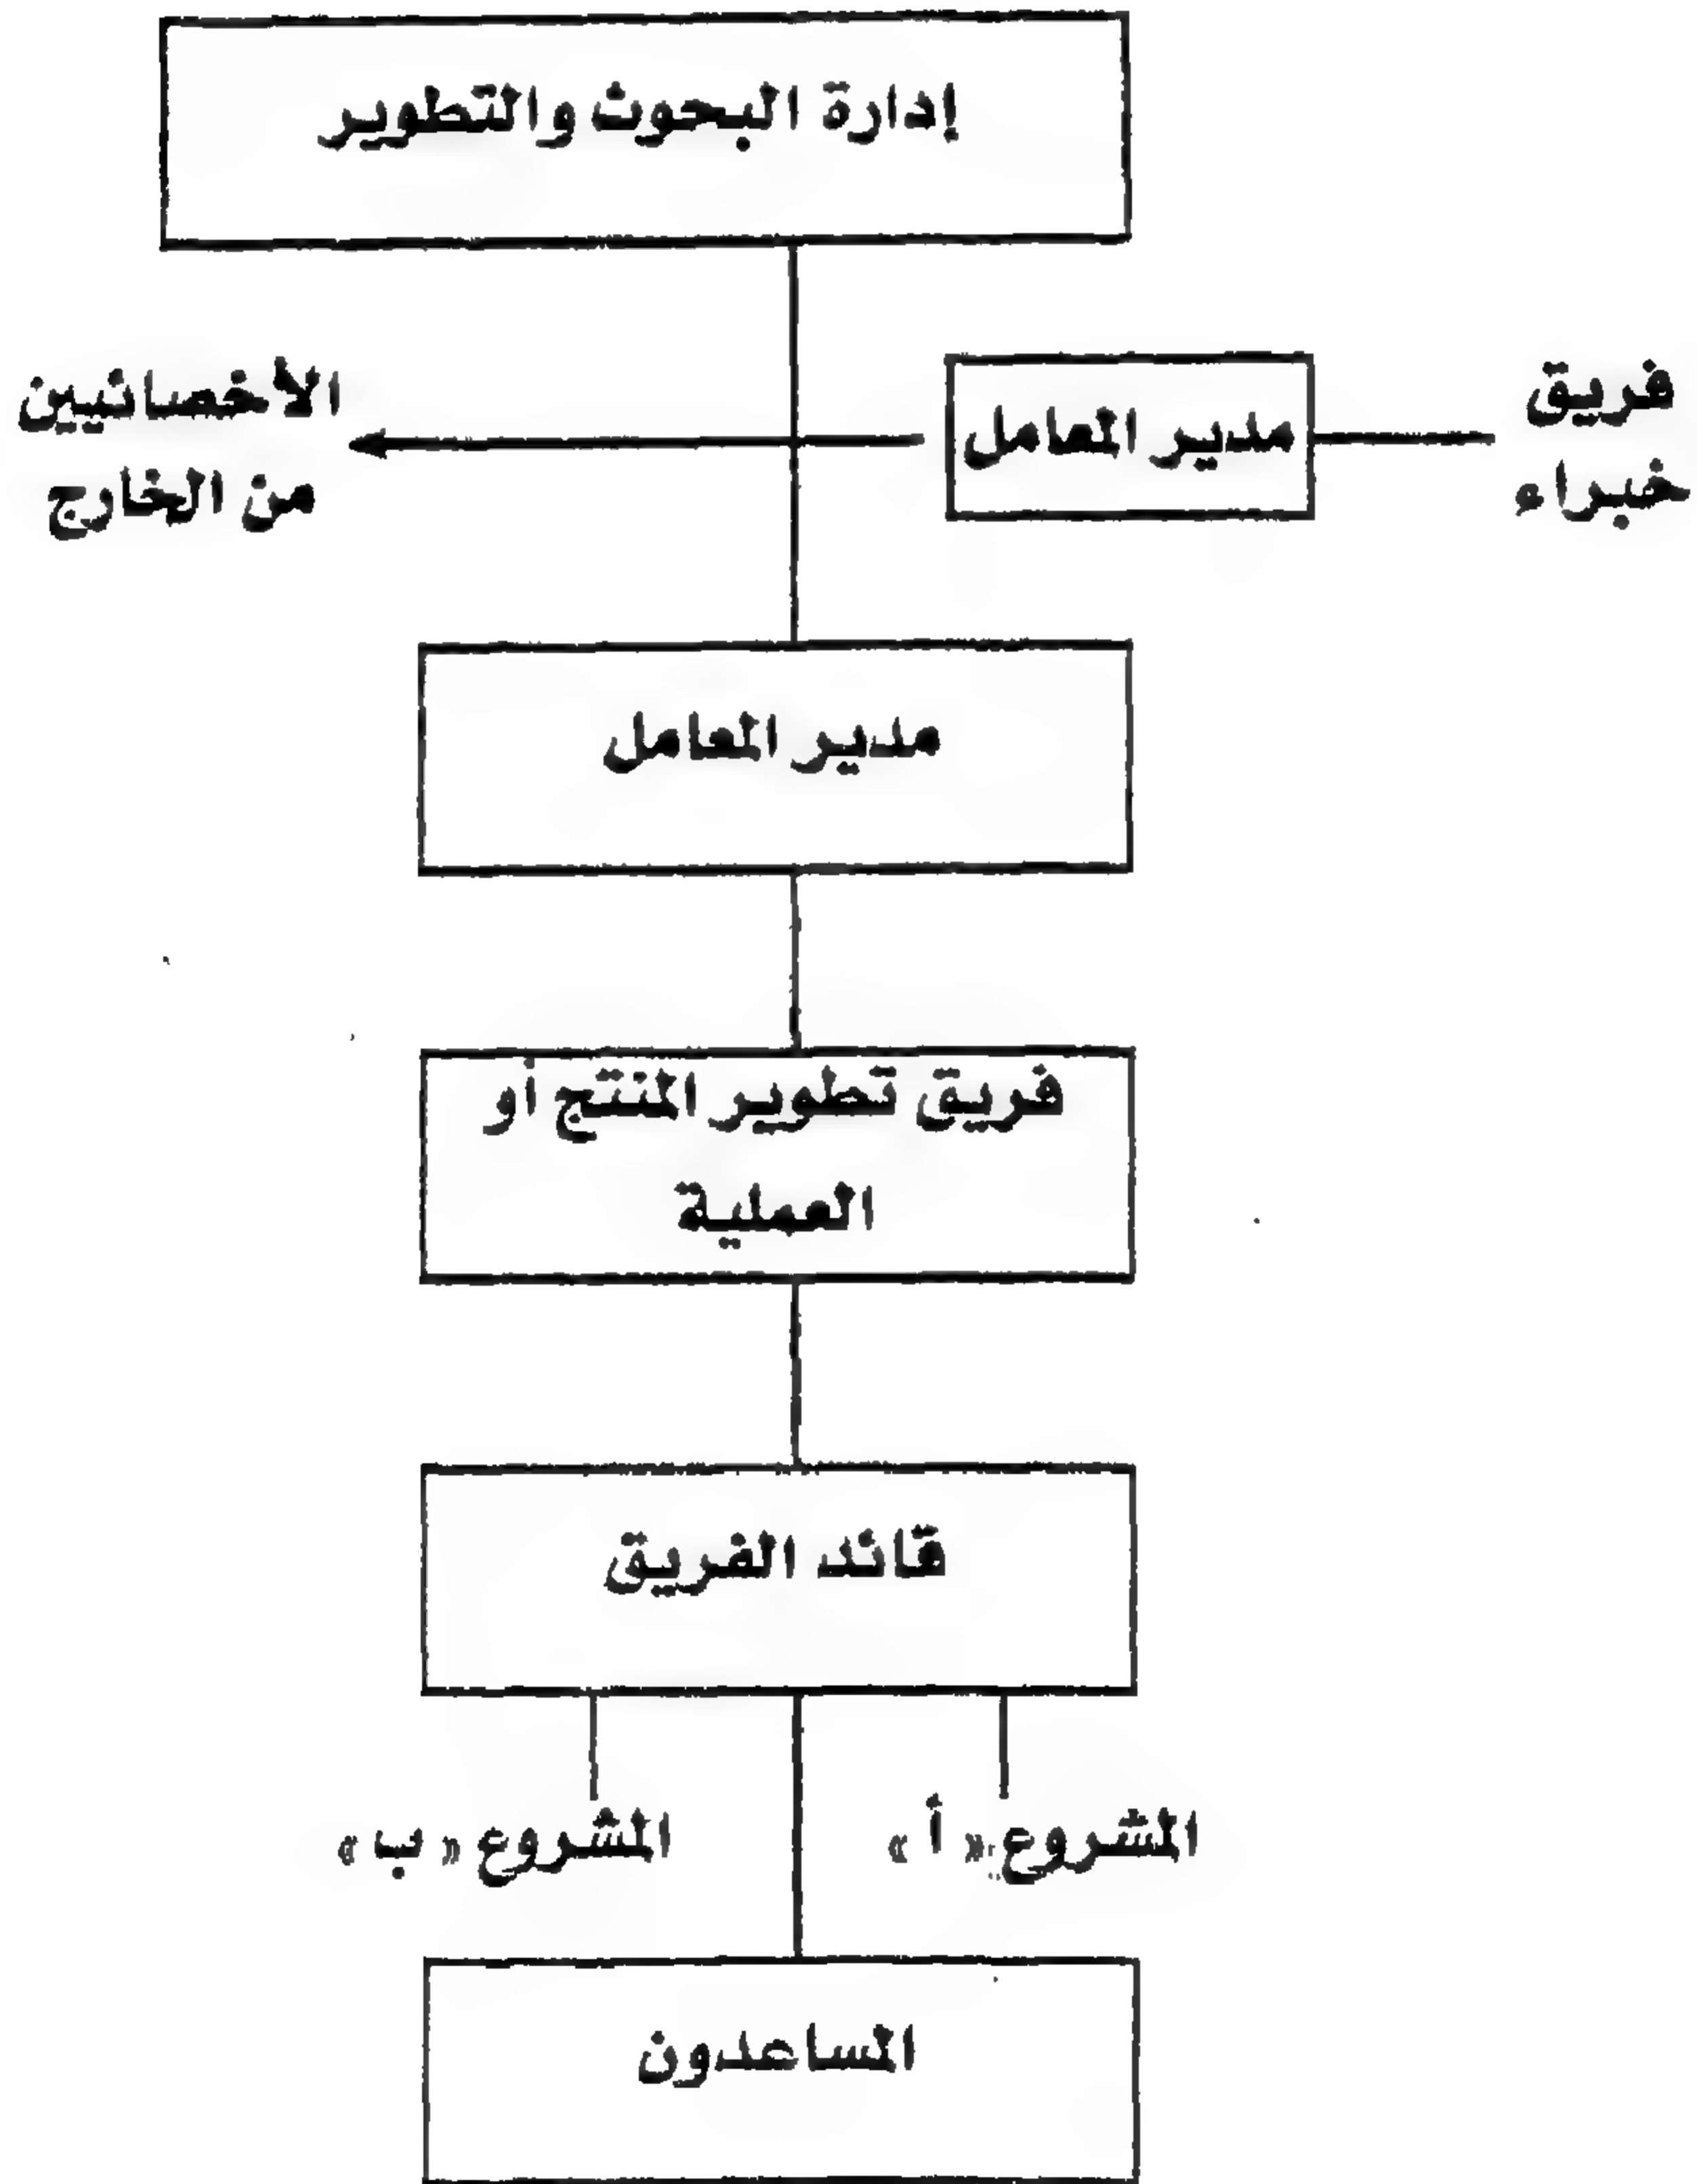 إدارة البحوث والتطوير
فريق
خبراء
مدير المعامل
الأخصائيين
من الخارج
مدير المعامل
فريق تطوير المنتج أو
العملية
قائد الفريق
المشروع « أ »
المشروع « ب »
المساعدون